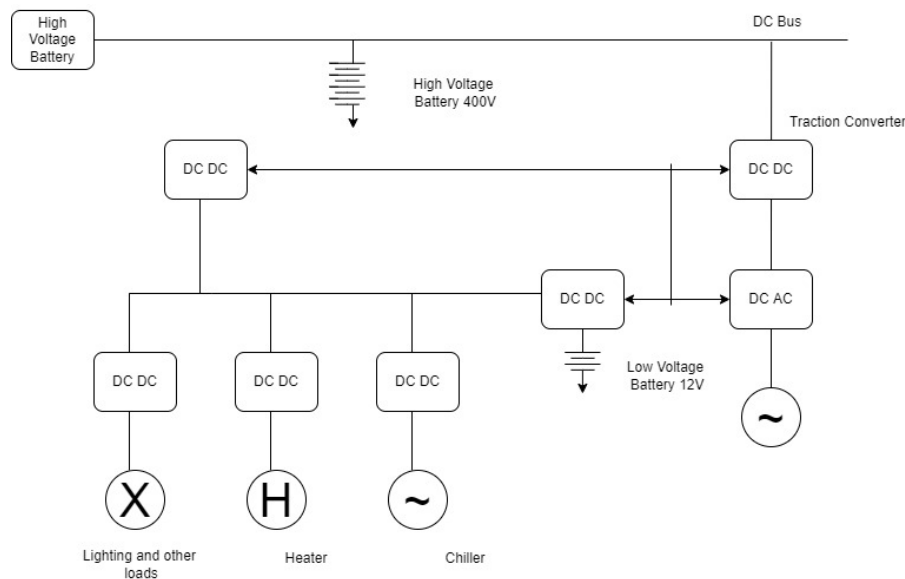 High
Voltage
Battery
DC Bus
High Voltage
Battery 400V
Traction Converter
DC DC
DC DC
DC DC
DC AC
Low Voltage
Battery 12V
DC DC
DC DC
DC DC
~
X
H
~
Lighting and other
loads
Heater
Chiller